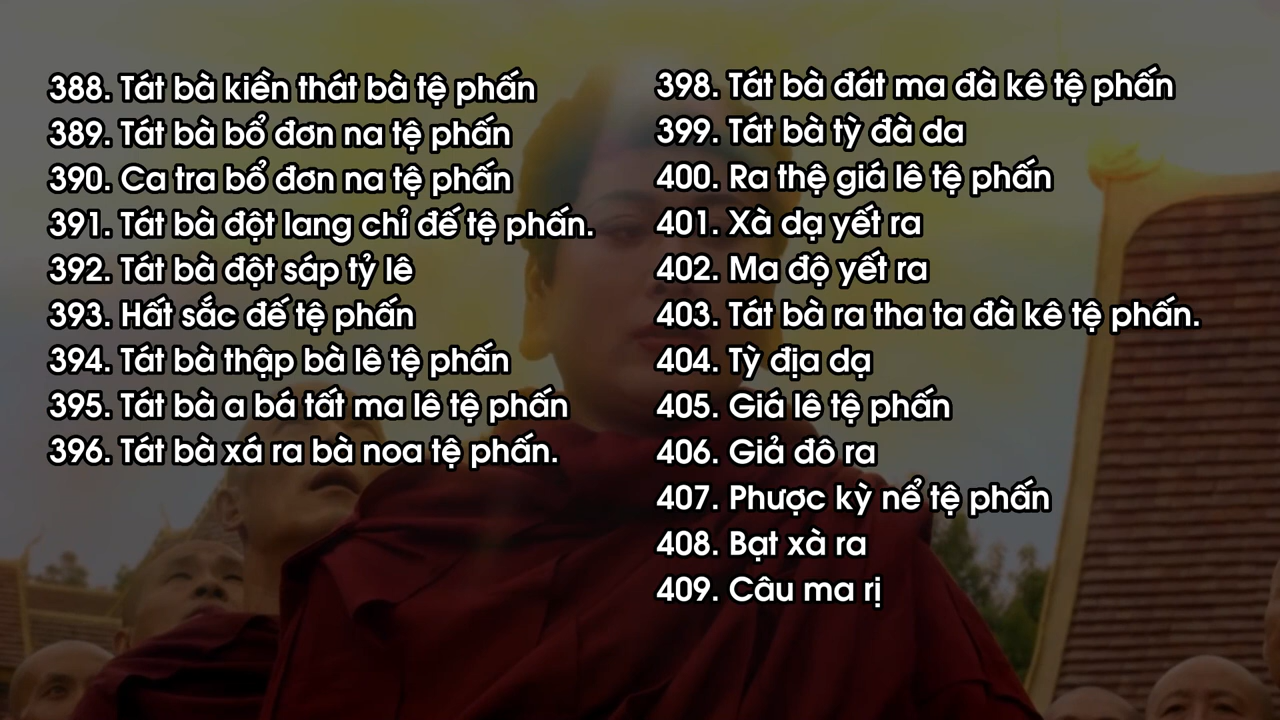 388. Tát bà kiền thát bà tệ phấn
389. Tát bà bổ đơn na tệ phấn
390. Ca tra bổ đơn na tệ phấn
391. Tát bà đột lang chỉ đế tệ phấn.
392. Tát bà đột sáp tỷ lê
393. Hất sắc đế tệ phấn
394. Tát bà thập bà lê tệ phấn
395. Tát bà a bá tất ma lê tệ phấn
396. Tát bà xá ra bà noa tệ phấn.
398. Tát bà đát ma đà kê tệ phấn
399. Tát bà tỳ đà da
400. Ra thệ giá lê tệ phấn
401. Xà dạ yết ra
402. Ma độ yết ra
403. Tát bà ra tha ta đà kê tệ phấn.
404. Tỳ địa dạ
405. Giá lê tệ phấn
406. Giả đô ra
407. Phược kỳ nể tệ phấn
408. Bạt xà ra
409. Câu ma rị